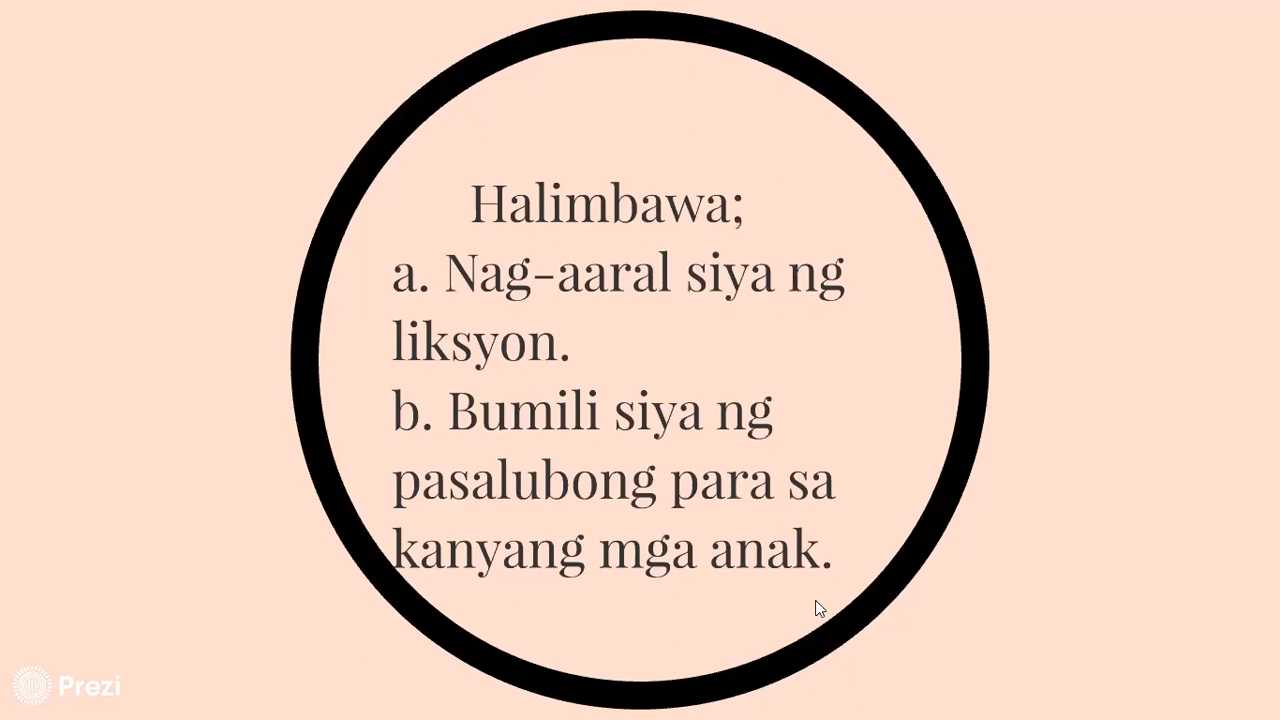 Halimbawa;
a. Nag-aaral siya ng
liksyon.
b. Bumili siya ng
pasalubong para sa
kanyang mga anak.
Prezi